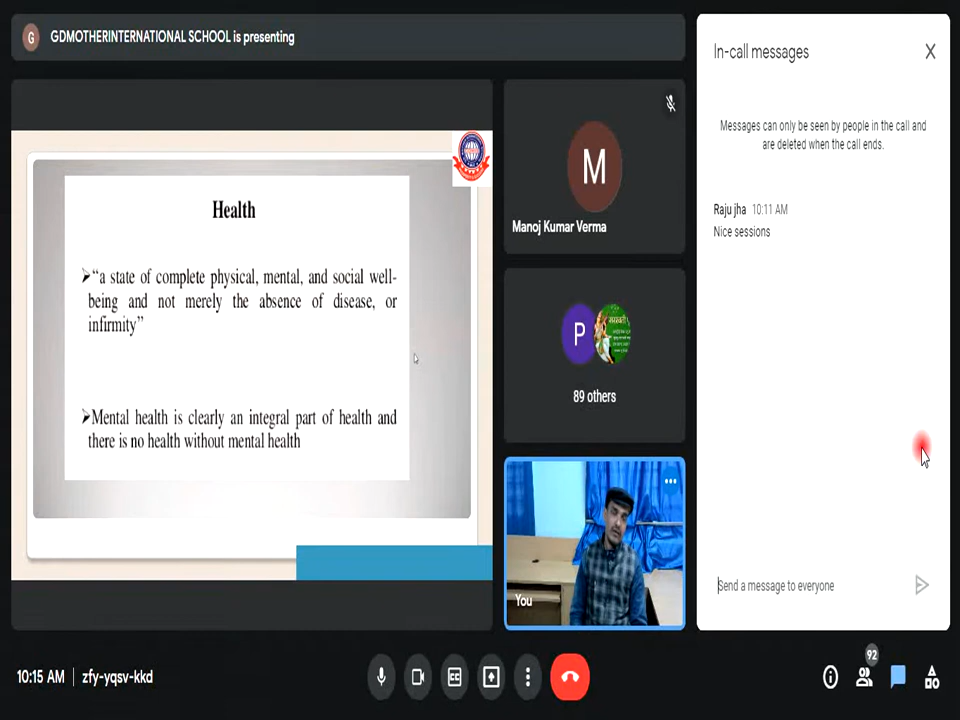 G
GDMOTHERINTERNATIONAL SCHOOL is presenting
Health
➢“a state of complete physical, mental, and social well-
being and not merely the absence of disease, or
infirmity”
➢Mental health is clearly an integral part of health and
there is no health without mental health
M
Manoj Kumar Verma
P
89 others
You
In-call messages
Messages can only be seen by people in the call and
are deleted when the call ends.
Raju jha 10:11 AM
Nice sessions
Send a message to everyone
10:15 AM | zfy-yqsv-kkd
CC
92